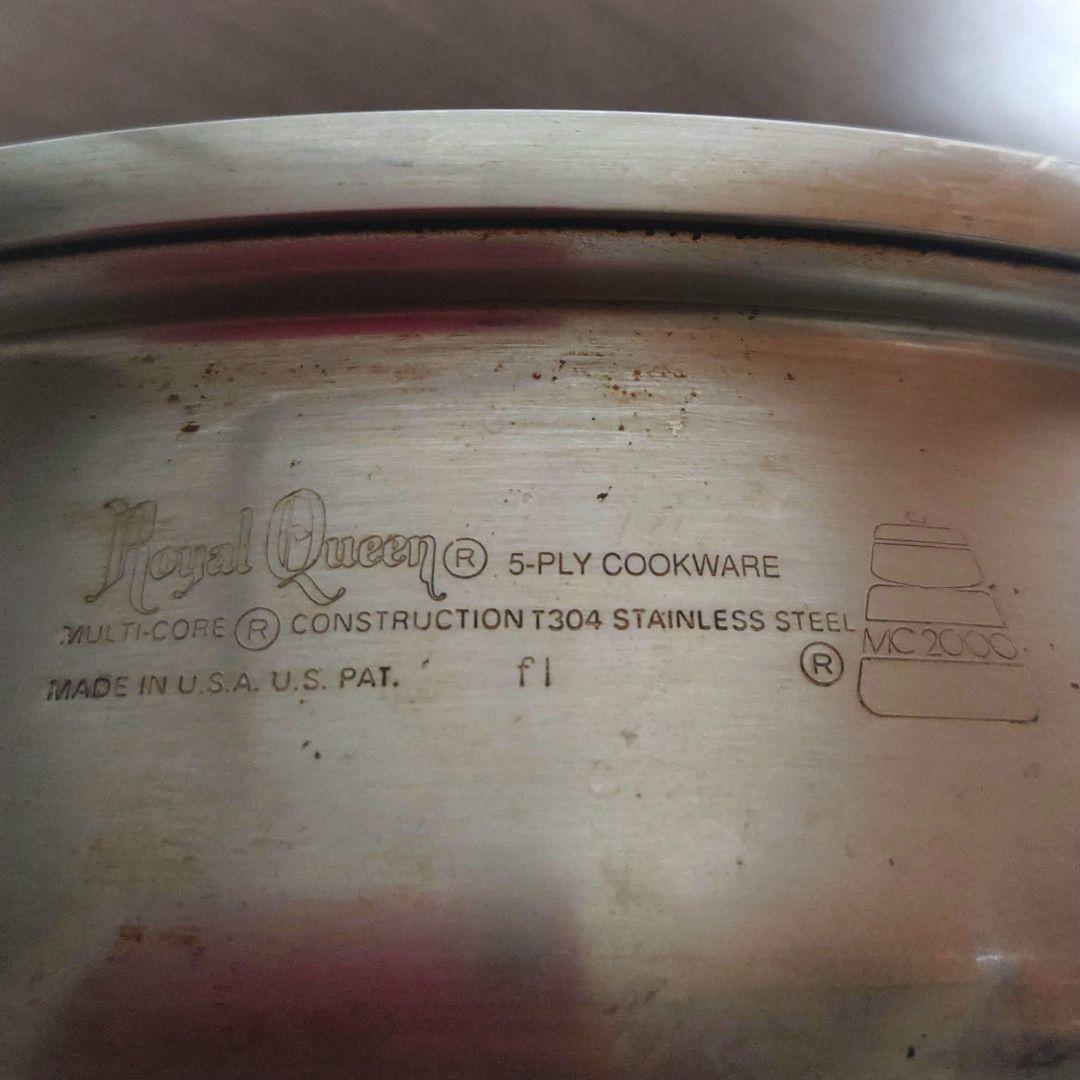 Royal Queen® 5-PLY COOKWARE
MULTI-CORE® CONSTRUCTION T304 STAINLESS STEEL
MADE IN U.S.A. U.S. PAT. f1
MC 2000
®